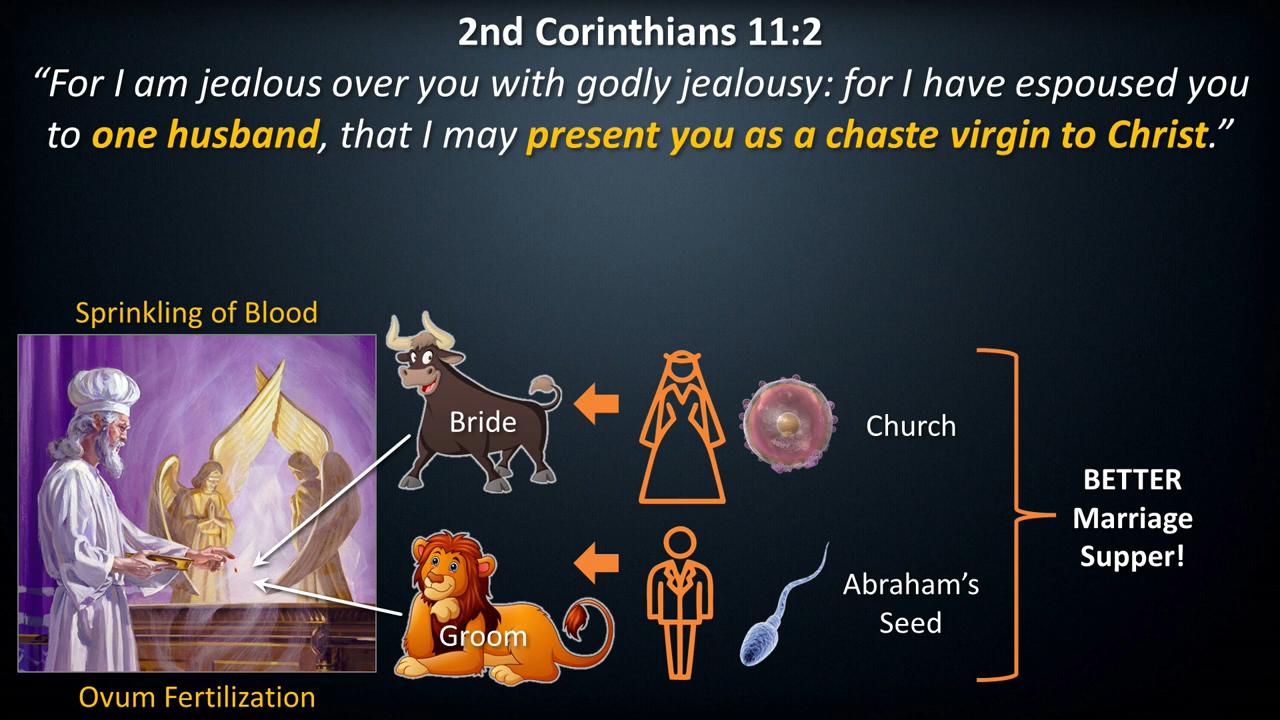 2nd Corinthians 11:2
“For I am jealous over you with godly jealousy: for I have espoused you
to one husband, that I may present you as a chaste virgin to Christ.”
Sprinkling of Blood
Bride
Church
BETTER
Marriage
Supper!
Abraham’s
Seed
Groom
Ovum Fertilization